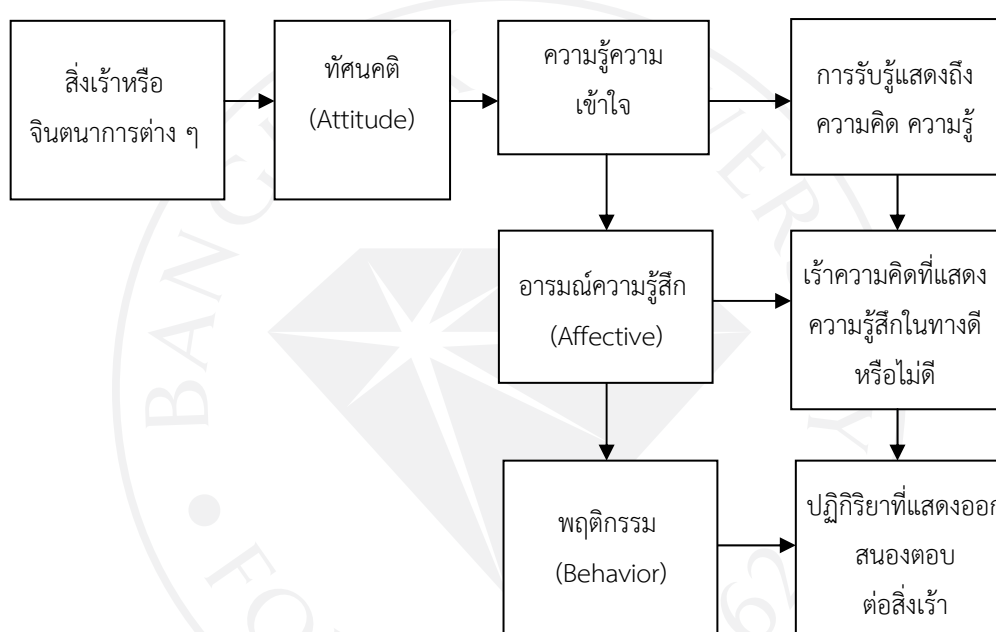 สิ่งเร้าหรือ
จินตนาการต่าง ๆ
ทัศนคติ
(Attitude)
ความรู้ความ
เข้าใจ
การรับรู้แสดงถึง
ความคิด ความรู้
อารมณ์ความรู้สึก
(Affective)
เร้าความคิดที่แสดง
ความรู้สึกในทางดี
หรือไม่ดี
พฤติกรรม
(Behavior)
ปฏิกิริยาที่แสดงออก
สนองตอบ
ต่อสิ่งเร้า